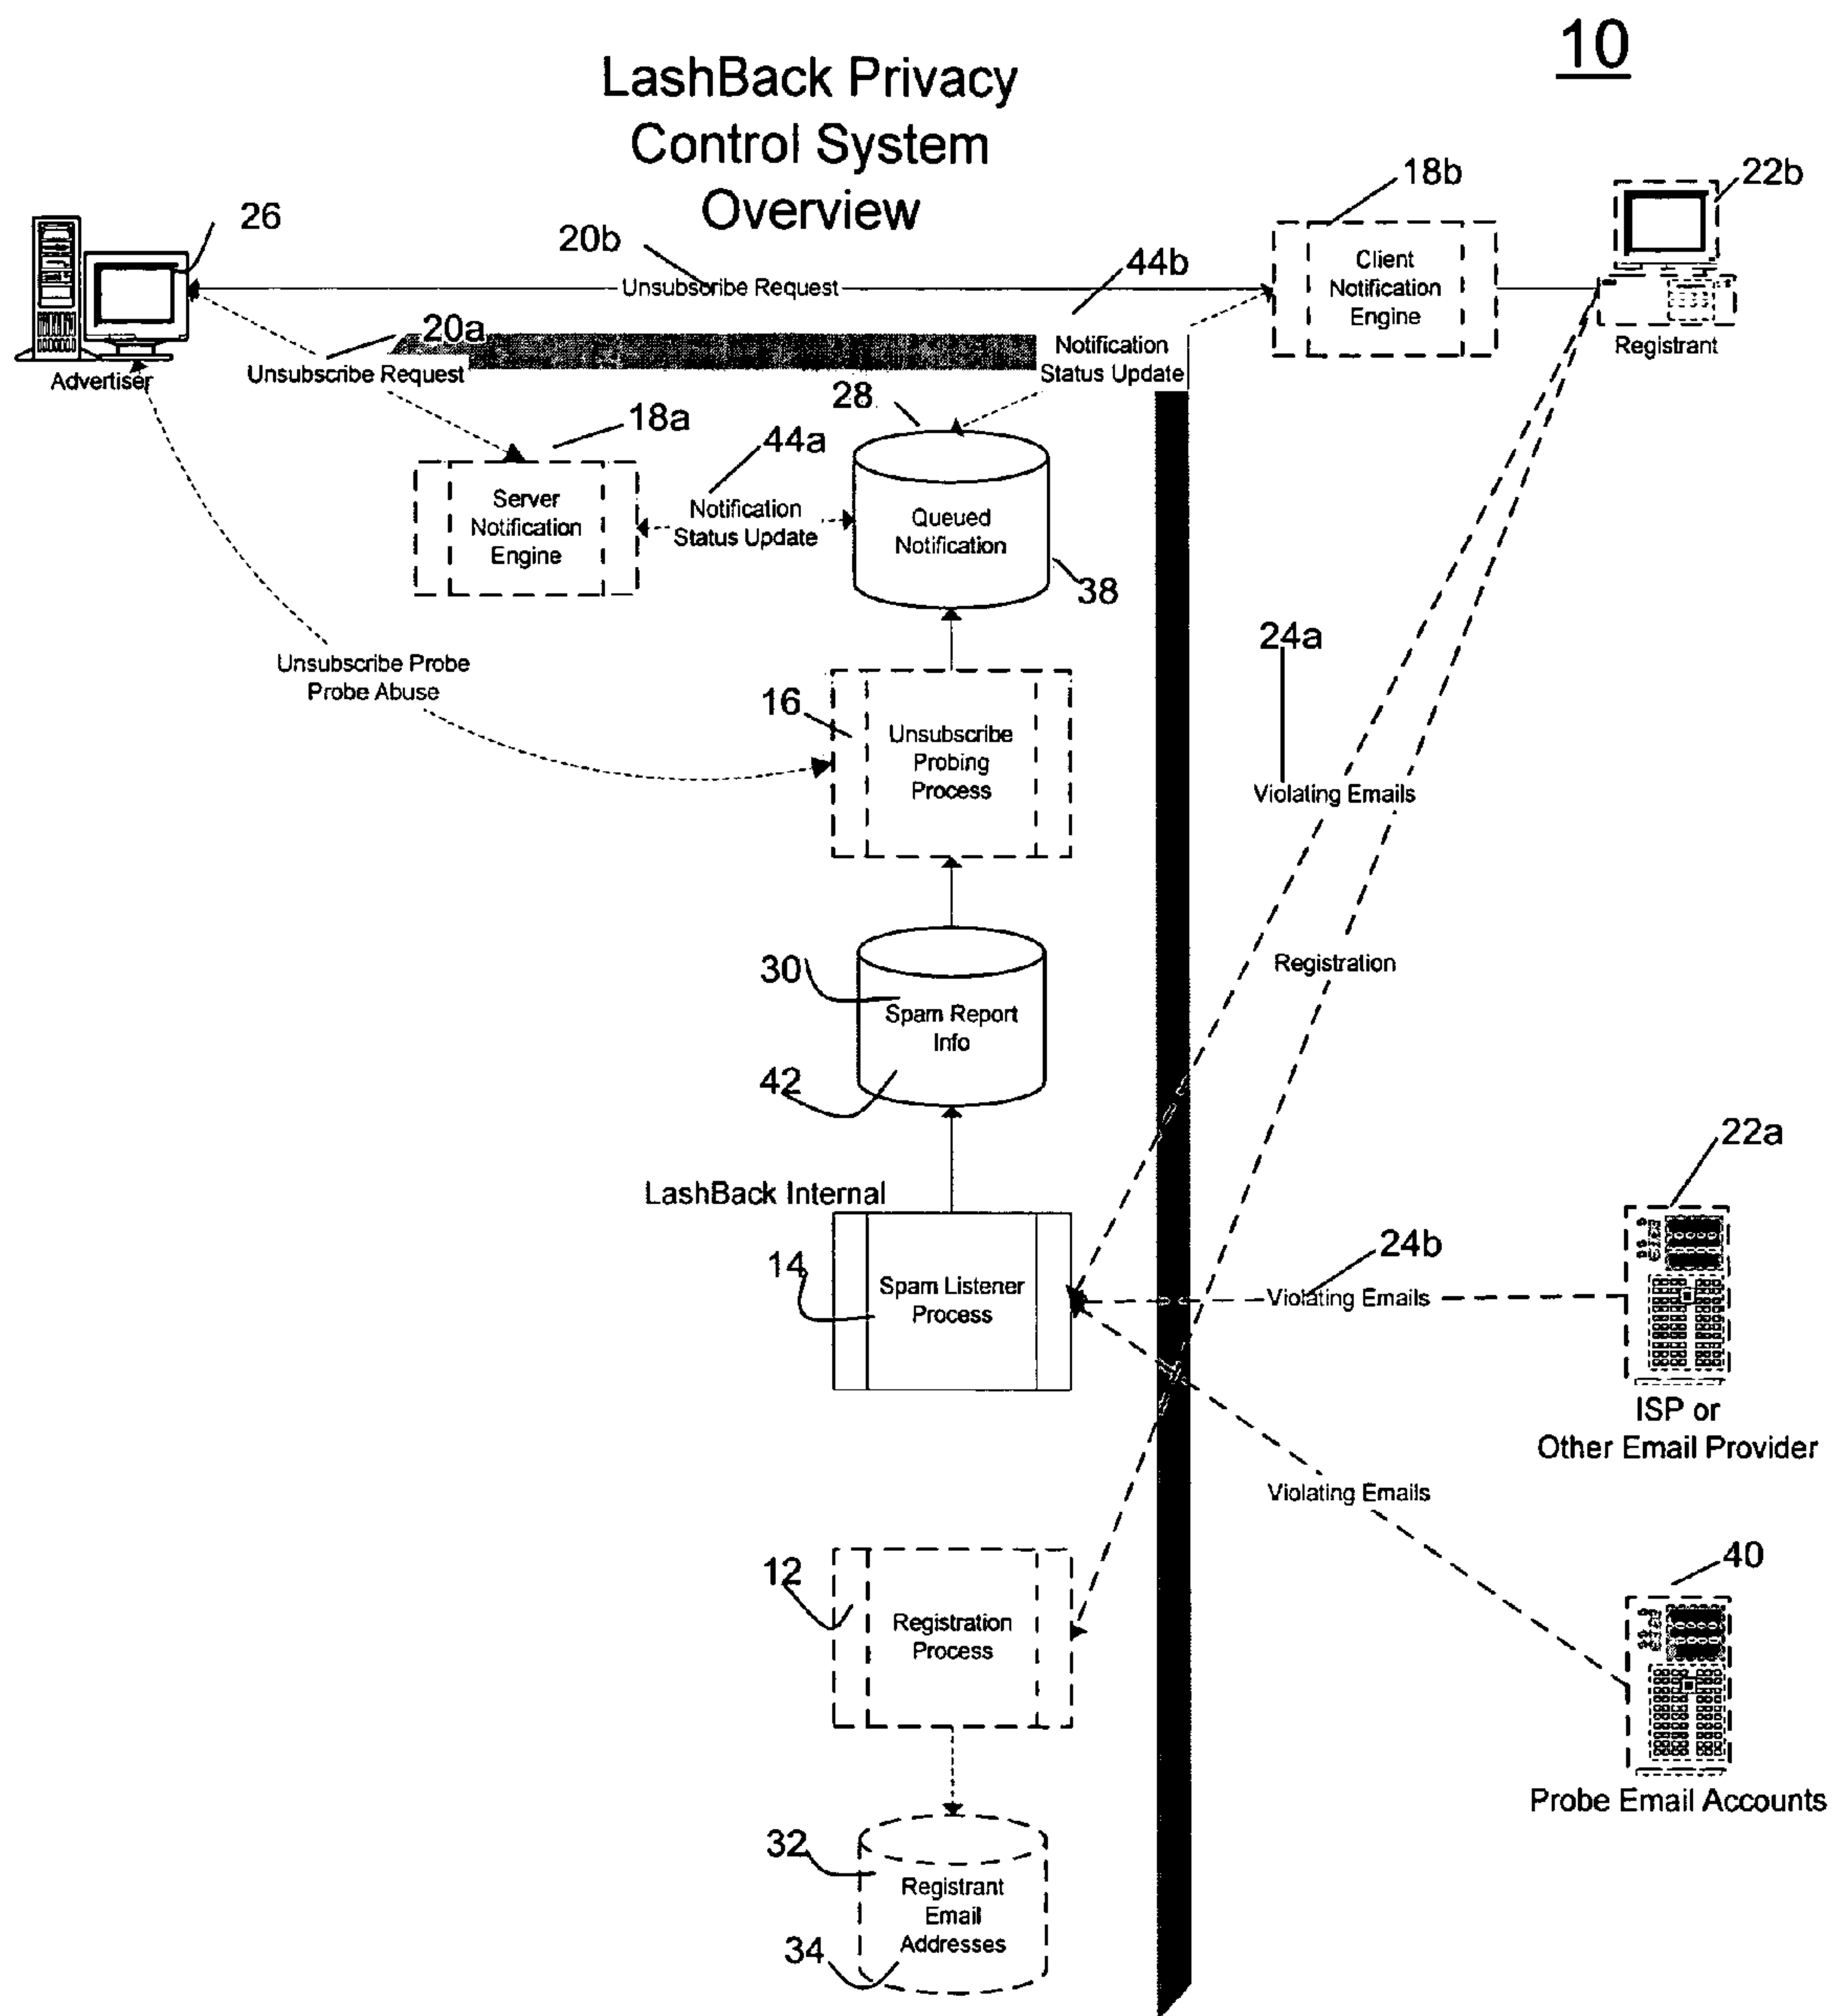 10
LashBack Privacy
Control System
Overview
18b
22b
26
20b
44b
Unsubscribe Request
Client
Notification
Engine
20a
Notification
Status Update
Registrant
Advertiser
Unsubscribe Request
28
18a
44a
Server
Notification
Engine
Notification
Status Update
Queued
Notification
38
24a
Unsubscribe Probe
Probe Abuse
16
Unsubscribe
Probing
Process
Violating Emails
30
Registration
Spam Report
Info
42
22a
LashBack Internal
14
Spam Listener
Process
24b
Violating Emails
ISP or
Other Email Provider
Violating Emails
12
Registration
Process
40
Probe Email Accounts
32
Registrant
Email
Addresses
34